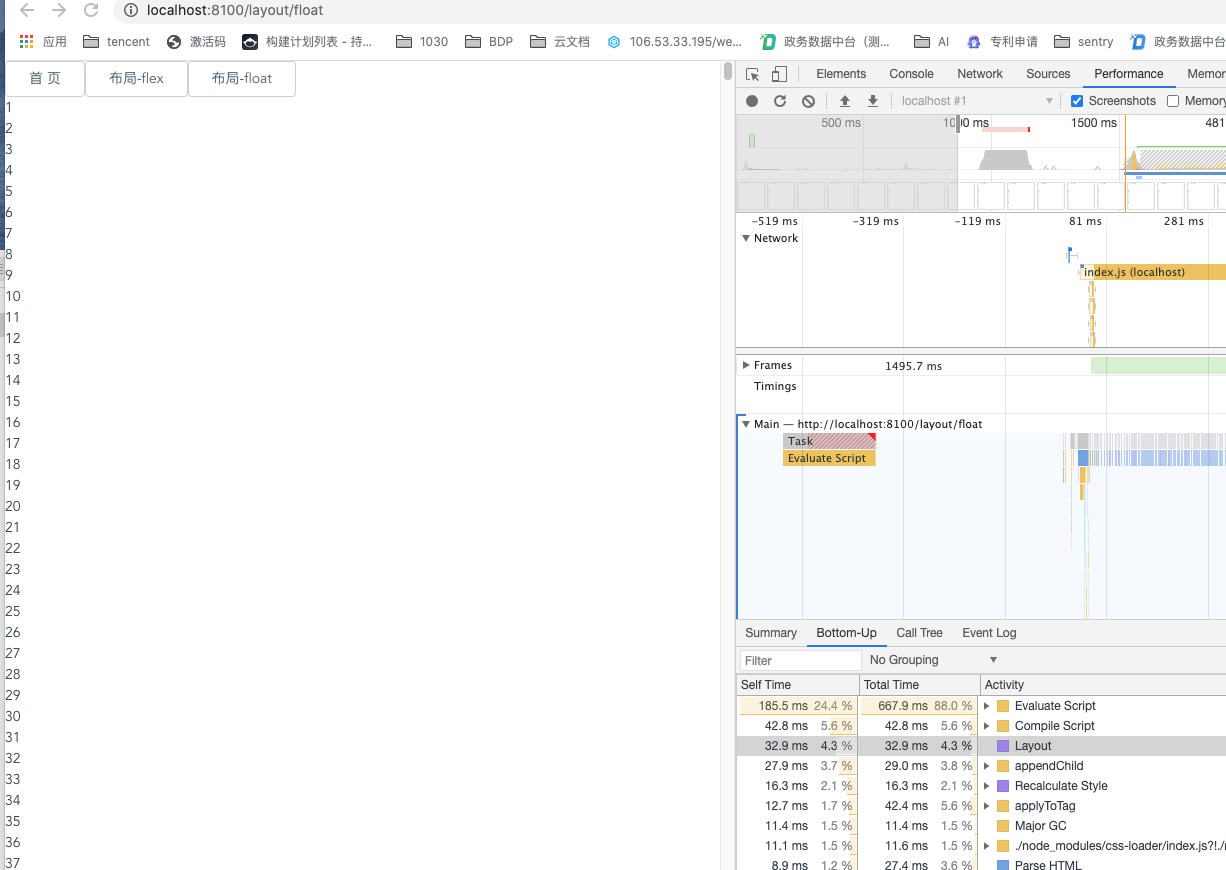 localhost:8100/layout/float
应用 tencent 激活码 构建计划列表 - 持... 1030 BDP 云文档 106.53.33.195/we... 政务数据中台（测... AI 专利申请 sentry 政务数据中台
首 页 布局-flex 布局-float
1
2
3
4
5
6
7
8
9
10
11
12
13
14
15
16
17
18
19
20
21
22
23
24
25
26
27
28
29
30
31
32
33
34
35
36
37
Elements Console Network Sources Performance Memor
localhost #1 Screenshots Memory
500 ms 1000 ms 1500 ms 481
-519 ms -319 ms -119 ms 81 ms 281 ms
Network
index.js (localhost)
Frames 1495.7 ms
Timings
Main — http://localhost:8100/layout/float
Task
Evaluate Script
Summary Bottom-Up Call Tree Event Log
Filter No Grouping
Self Time Total Time Activity
185.5 ms 24.4 % 667.9 ms 88.0 % Evaluate Script
42.8 ms 5.6 % 42.8 ms 5.6 % Compile Script
32.9 ms 4.3 % 32.9 ms 4.3 % Layout
27.9 ms 3.7 % 29.0 ms 3.8 % appendChild
16.3 ms 2.1 % 16.3 ms 2.1 % Recalculate Style
12.7 ms 1.7 % 42.4 ms 5.6 % applyToTag
11.4 ms 1.5 % 11.4 ms 1.5 % Major GC
11.1 ms 1.5 % 11.6 ms 1.5 % ./node_modules/css-loader/index.js?!./
8.9 ms 1.2 % 27.4 ms 3.6 % Parse HTML